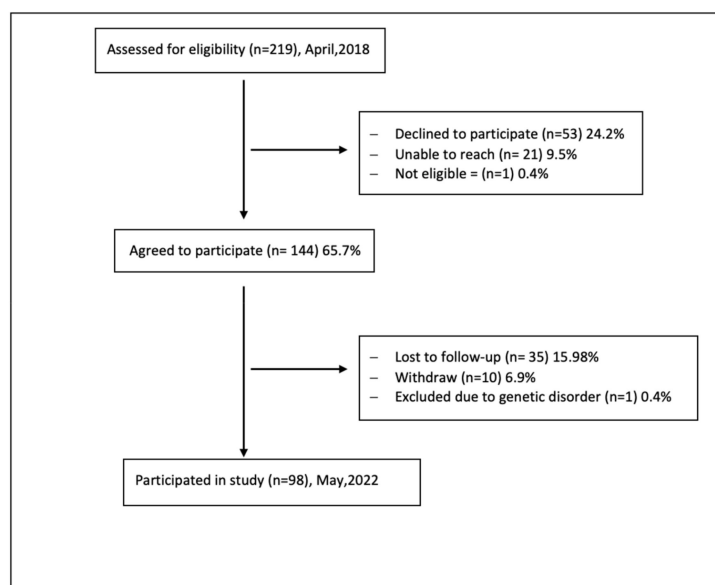 Assessed for eligibility (n=219), April,2018
– Declined to participate (n=53) 24.2%
– Unable to reach (n= 21) 9.5%
– Not eligible = (n=1) 0.4%
Agreed to participate (n= 144) 65.7%
– Lost to follow-up (n= 35) 15.98%
– Withdraw (n=10) 6.9%
– Excluded due to genetic disorder (n=1) 0.4%
Participated in study (n=98), May,2022